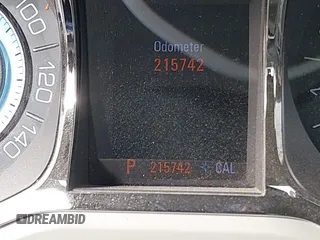 Odometer
215742
100
120
140
P 215742 + CAL
DREAMBID